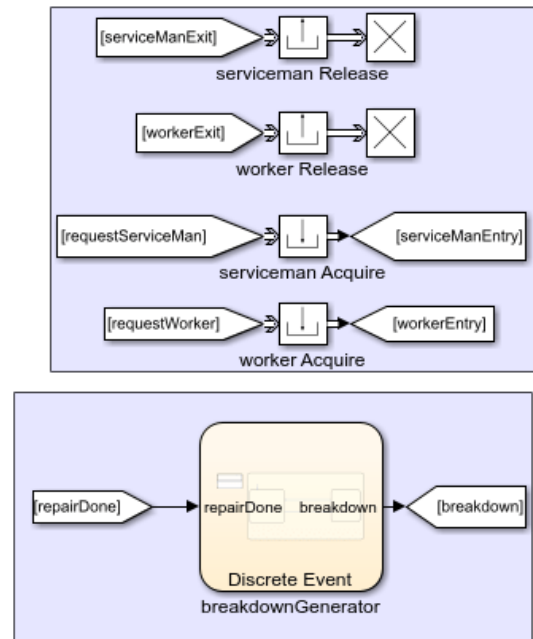 [serviceManExit]
serviceman Release
[workerExit]
worker Release
[requestServiceMan]
[serviceManEntry]
serviceman Acquire
[requestWorker]
[workerEntry]
worker Acquire
[repairDone]
repairDone
breakdown
[breakdown]
Discrete Event
breakdownGenerator